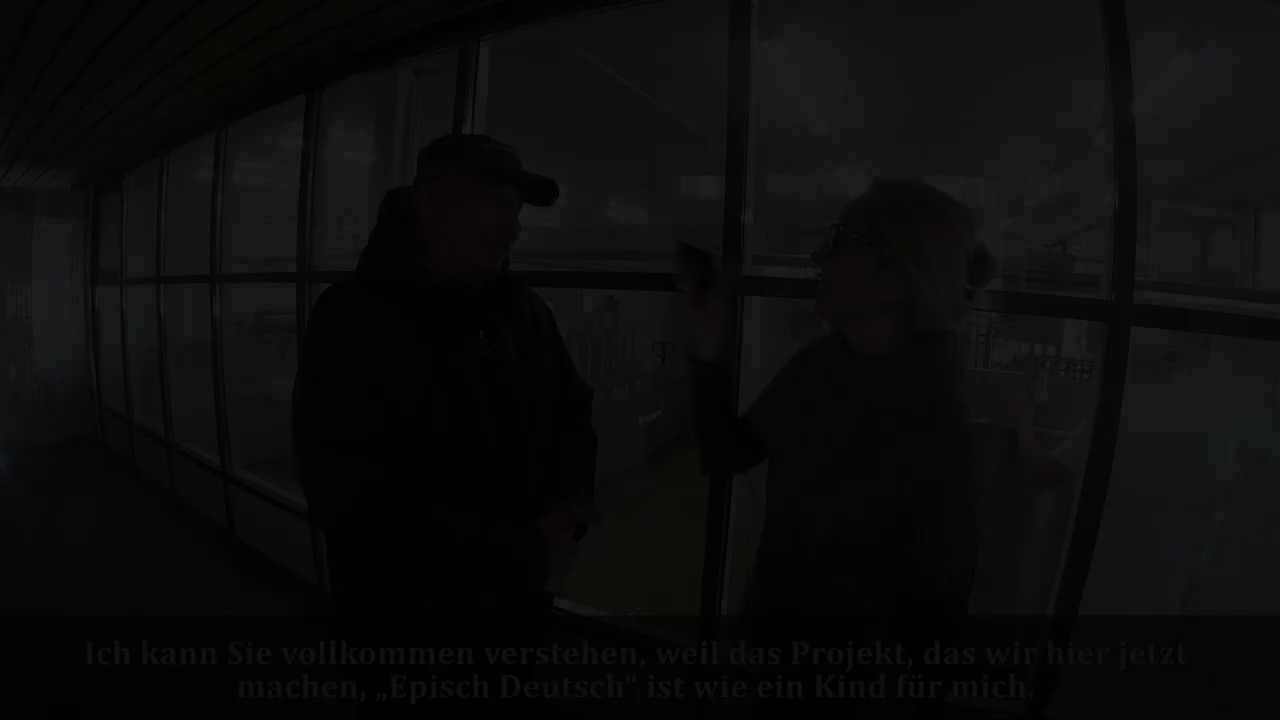 Ich kann Sie vollkommen verstehen, weil das Projekt, das wir hier jetzt
machen, „Episch Deutsch“ ist wie ein Kind für mich.